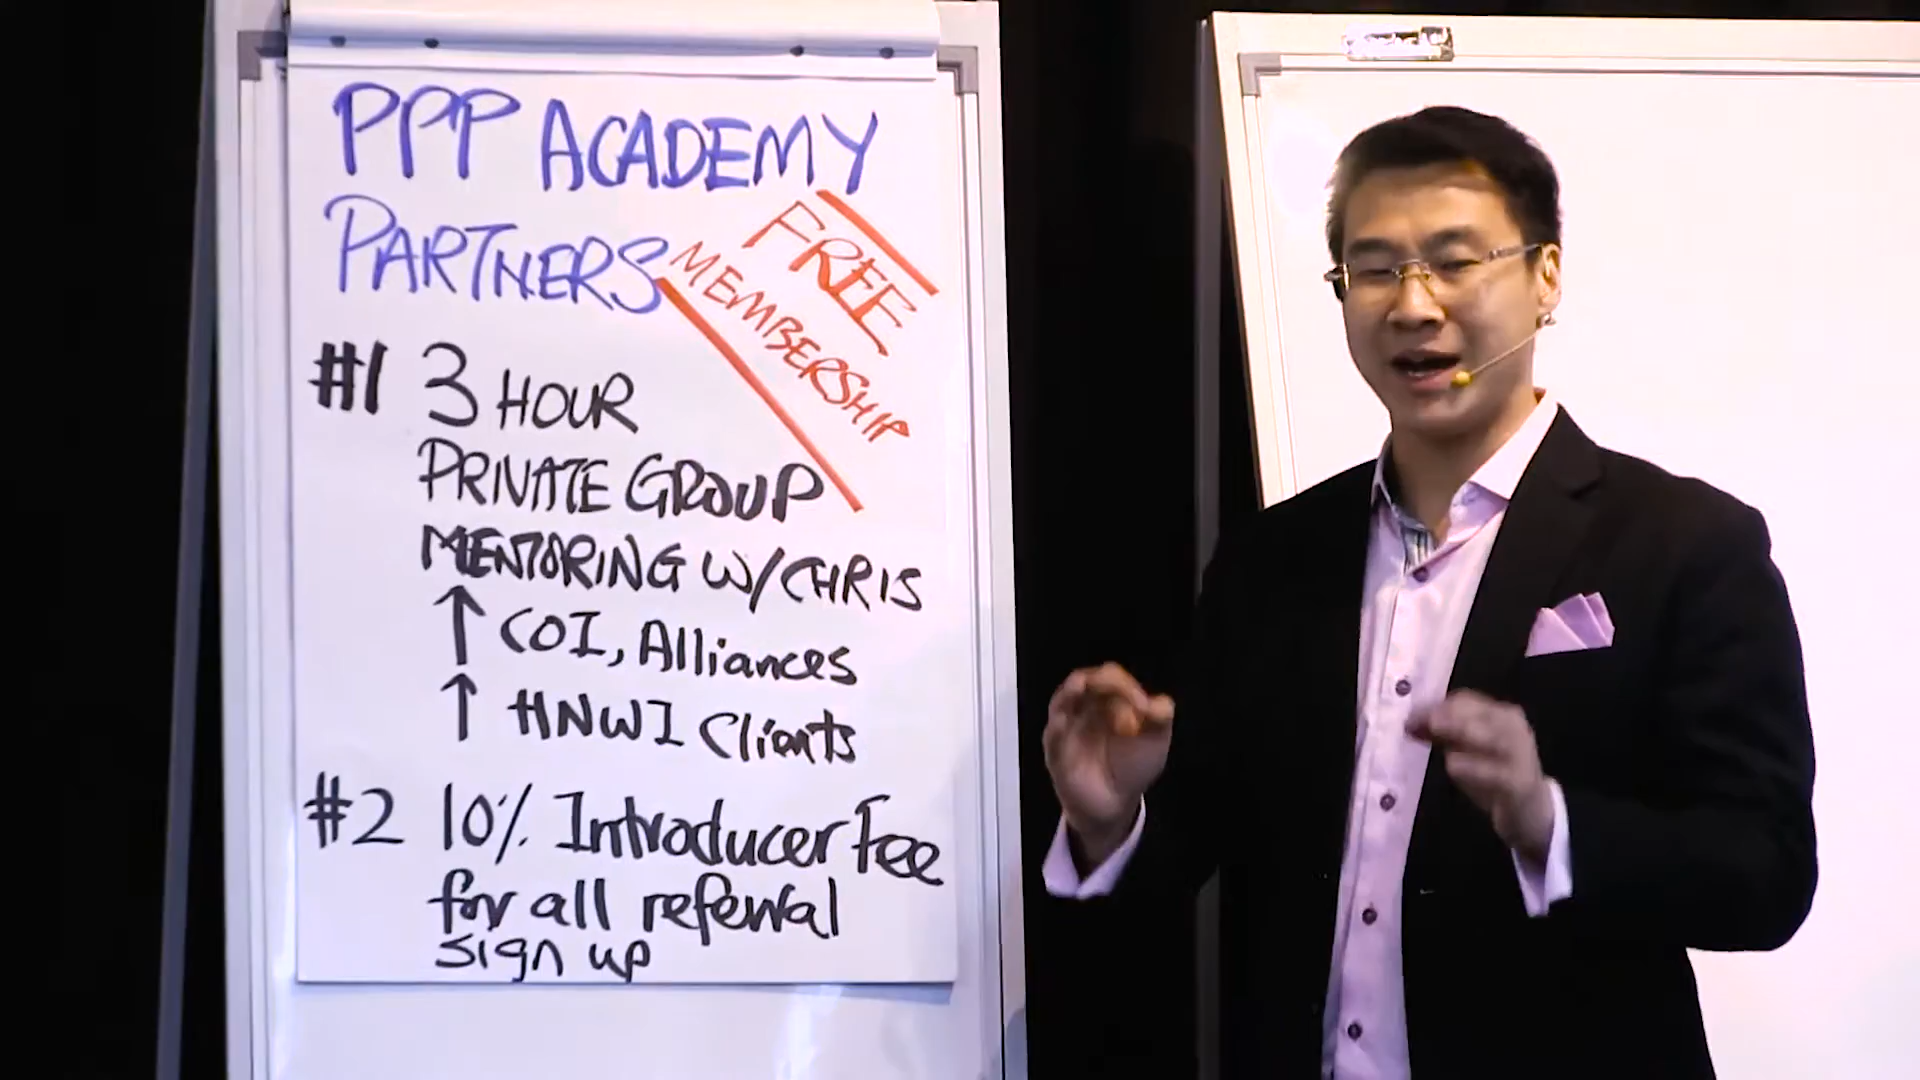 PPP ACADEMY
PARTNERS
FREE
MEMBERSHIP
#1 3 HOUR
PRIVATE GROUP
MENTORING W/CHRIS
↑ COI, Alliances
↑ HNWI Clients
#2 10% Introducer Fee
for all referral
sign up